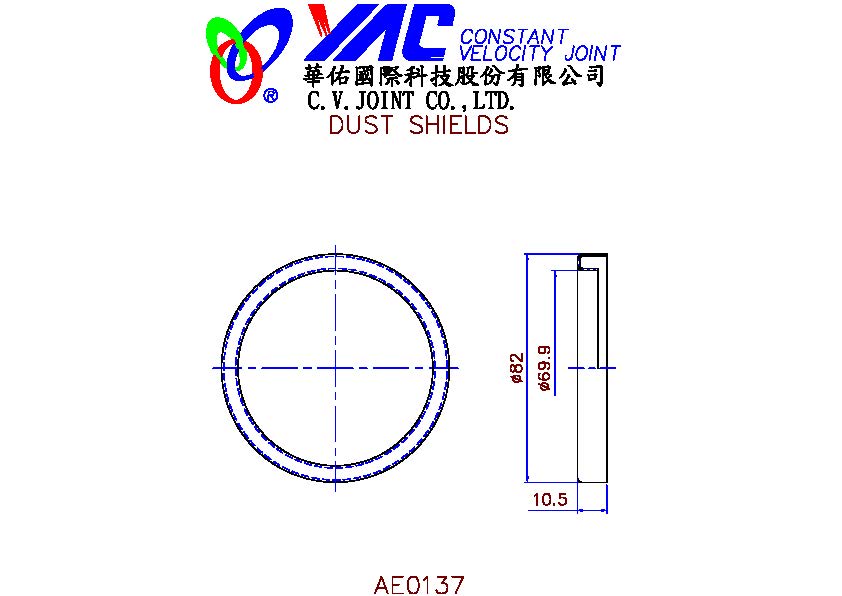 YAC CONSTANT
VELOCITY JOINT
®
華佑國際科技股份有限公司
C.V.JOINT CO.,LTD.
DUST SHIELDS
ø82
ø69.9
10.5
AE0137